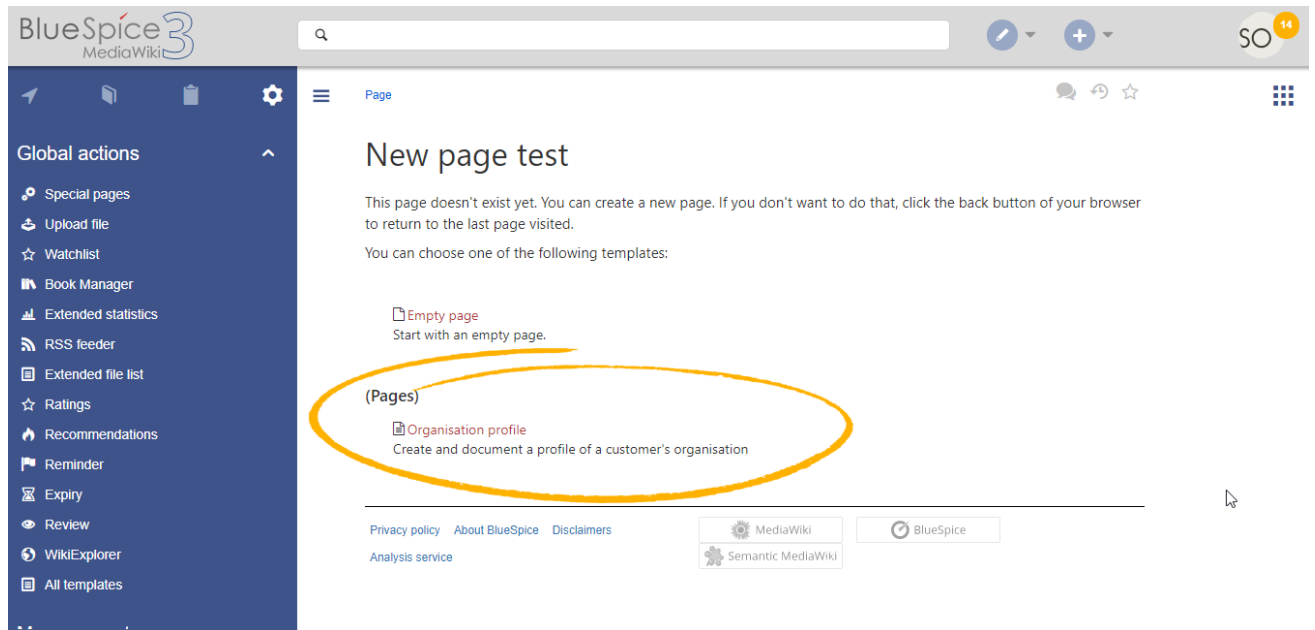 BlueSpice 3
MediaWiki
SO
14
Page
Global actions
Special pages
Upload file
Watchlist
Book Manager
Extended statistics
RSS feeder
Extended file list
Ratings
Recommendations
Reminder
Expiry
Review
WikiExplorer
All templates
New page test
This page doesn't exist yet. You can create a new page. If you don't want to do that, click the back button of your browser
to return to the last page visited.
You can choose one of the following templates:
Empty page
Start with an empty page.
(Pages)
Organisation profile
Create and document a profile of a customer's organisation
Privacy policy About BlueSpice Disclaimers
Analysis service
MediaWiki
BlueSpice
Semantic MediaWiki